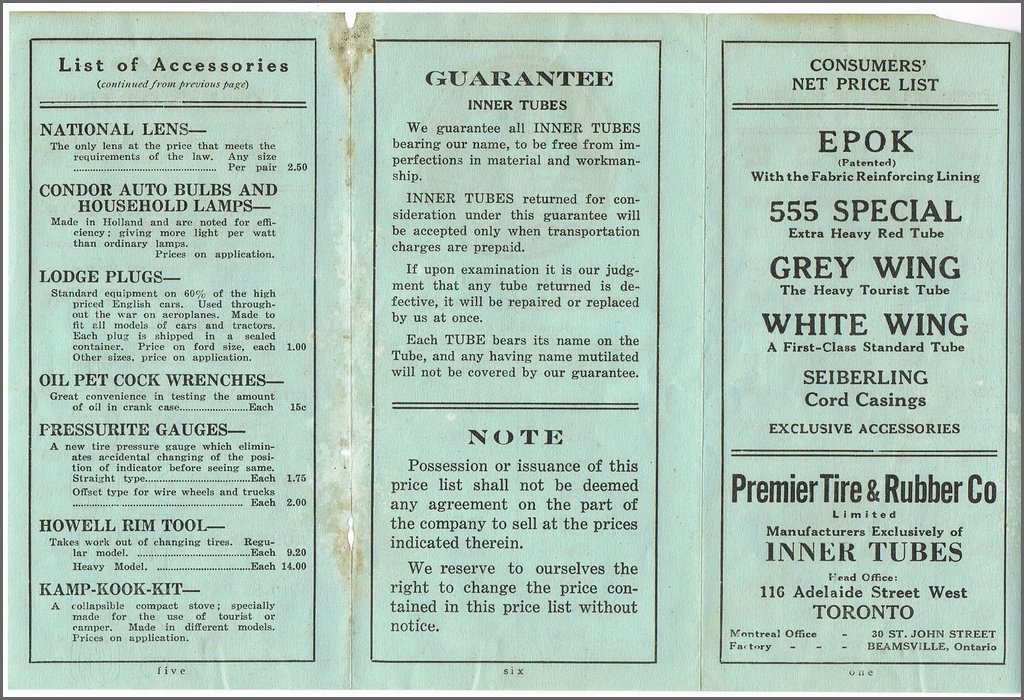 List of Accessories
(continued from previous page)
NATIONAL LENS—
The only lens at the price that meets the
requirements of the law. Any size
........................................ Per pair 2.50
CONDOR AUTO BULBS AND
HOUSEHOLD LAMPS—
Made in Holland and are noted for effi-
ciency; giving more light per watt
than ordinary lamps.
Prices on application.
LODGE PLUGS—
Standard equipment on 60% of the high
priced English cars. Used through-
out the war on aeroplanes. Made to
fit all models of cars and tractors.
Each plug is shipped in a sealed
container. Price on ford size, each 1.00
Other sizes, price on application.
OIL PET COCK WRENCHES—
Great convenience in testing the amount
of oil in crank case.......................Each 15c
PRESSURITE GAUGES—
A new tire pressure gauge which elimin-
ates accidental changing of the posi-
tion of indicator before seeing same.
Straight type...................................Each 1.75
Offset type for wire wheels and trucks
............... ........................................ Each 2.00
HOWELL RIM TOOL—
Takes work out of changing tires. Regu-
lar model. .....................................Each 9.20
Heavy Model. ...............................Each 14.00
KAMP-KOOK-KIT—
A collapsible compact stove; specially
made for the use of tourist or
camper. Made in different models.
Prices on application.
five
GUARANTEE
INNER TUBES
We guarantee all INNER TUBES
bearing our name, to be free from im-
perfections in material and workman-
ship.
INNER TUBES returned for con-
sideration under this guarantee will
be accepted only when transportation
charges are prepaid.
If upon examination it is our judg-
ment that any tube returned is de-
fective, it will be repaired or replaced
by us at once.
Each TUBE bears its name on the
Tube, and any having name mutilated
will not be covered by our guarantee.
NOTE
Possession or issuance of this
price list shall not be deemed
any agreement on the part of
the company to sell at the prices
indicated therein.
We reserve to ourselves the
right to change the price con-
tained in this price list without
notice.
six
CONSUMERS'
NET PRICE LIST
EPOK
(Patented)
With the Fabric Reinforcing Lining
555 SPECIAL
Extra Heavy Red Tube
GREY WING
The Heavy Tourist Tube
WHITE WING
A First-Class Standard Tube
SEIBERLING
Cord Casings
EXCLUSIVE ACCESSORIES
Premier Tire & Rubber Co
Limited
Manufacturers Exclusively of
INNER TUBES
Head Office:
116 Adelaide Street West
TORONTO
Montreal Office - 30 ST. JOHN STREET
Factory - - - BEAMSVILLE, Ontario
one